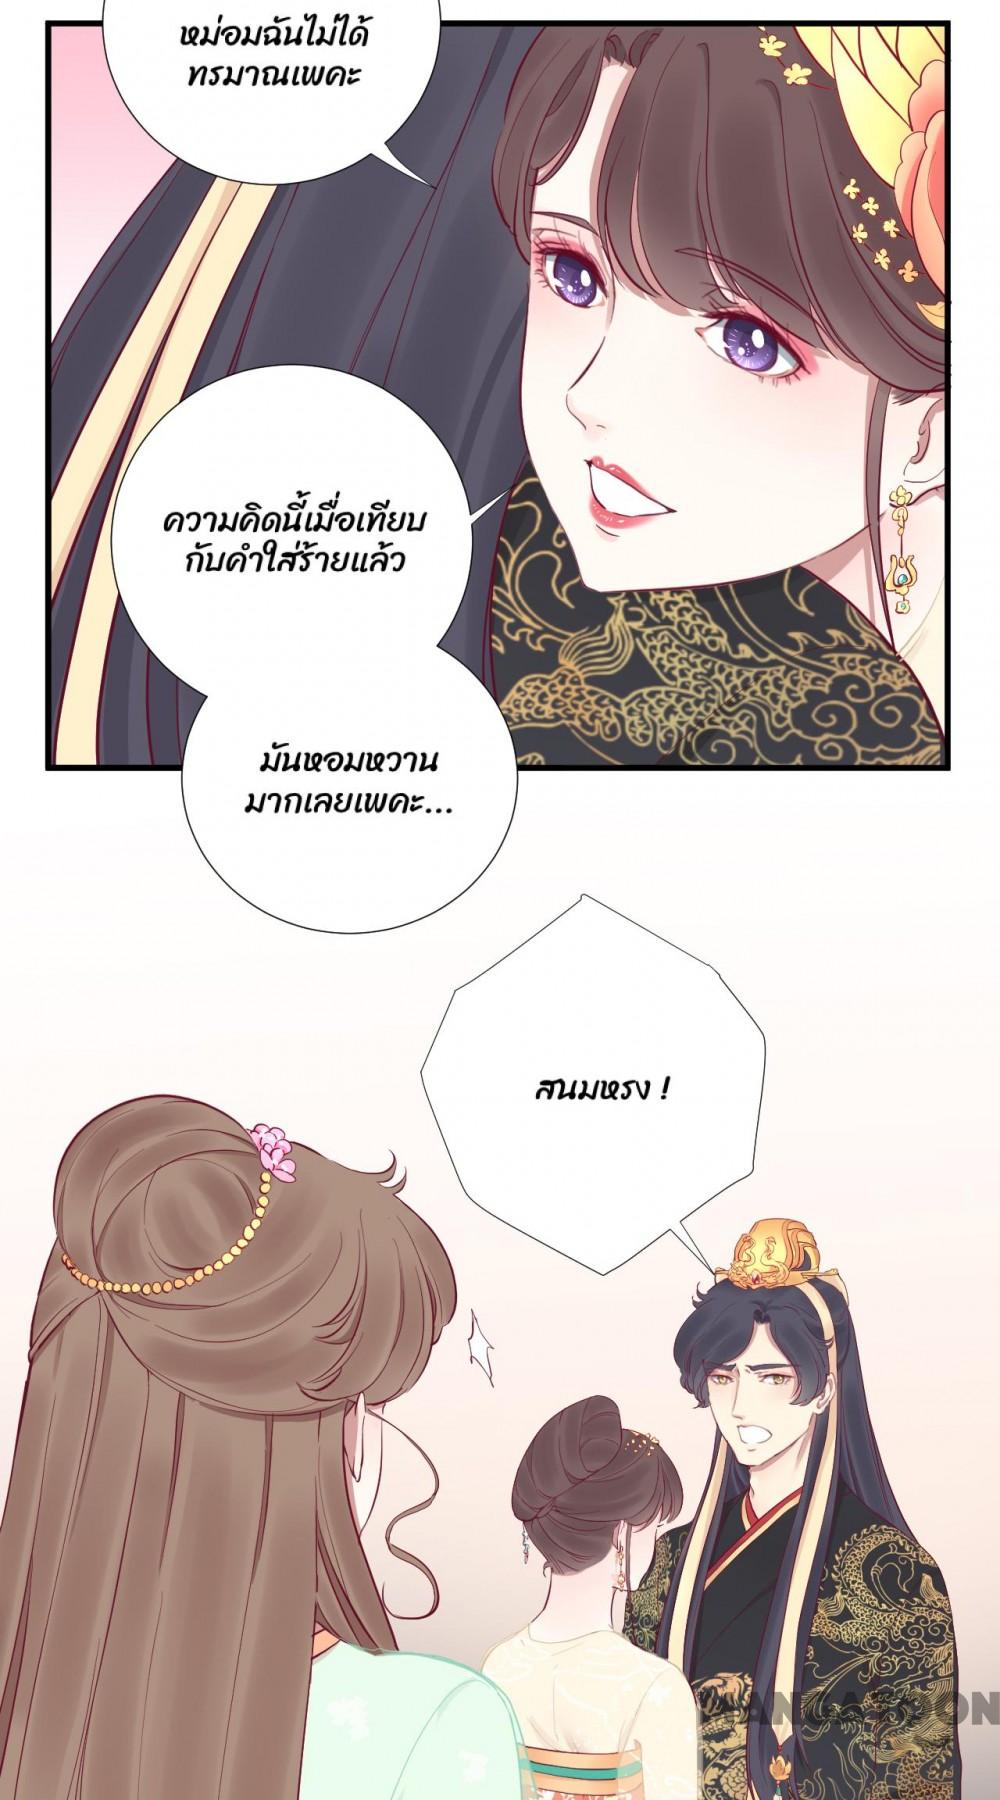 หม่อมฉันไม่ได้
ทรมาณเพคะ
ความคิดนี้เมื่อเทียบ
กับคำใส่ร้ายแล้ว
มันหอมหวาน
มากเลยเพคะ...
สนมหรง !